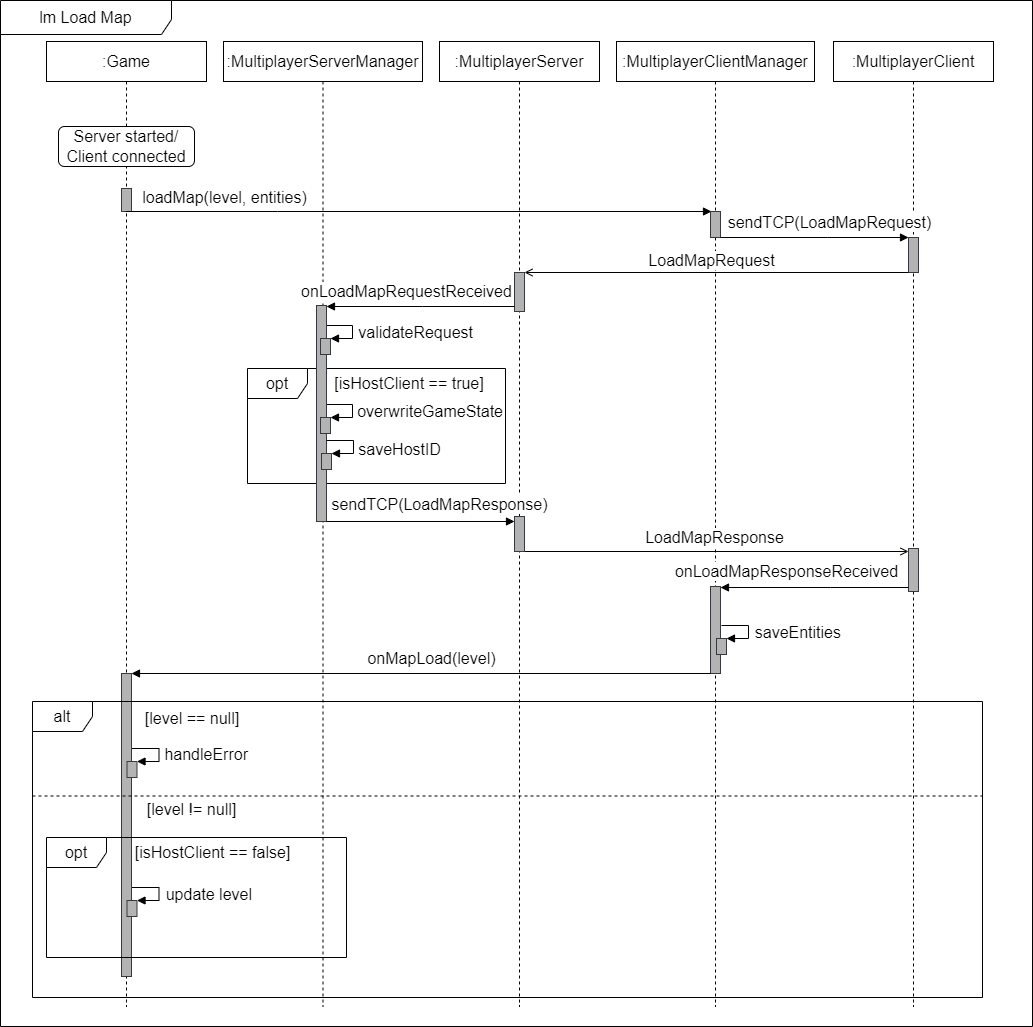 lm Load Map
:Game
:MultiplayerServerManager
:MultiplayerServer
:MultiplayerClientManager
:MultiplayerClient
Server started/
Client connected
loadMap(level, entities)
sendTCP(LoadMapRequest)
LoadMapRequest
onLoadMapRequestReceived
validateRequest
opt
[isHostClient == true]
overwriteGameState
saveHostID
sendTCP(LoadMapResponse)
LoadMapResponse
onLoadMapResponseReceived
saveEntities
onMapLoad(level)
alt
[level == null]
handleError
[level != null]
opt
[isHostClient == false]
update level